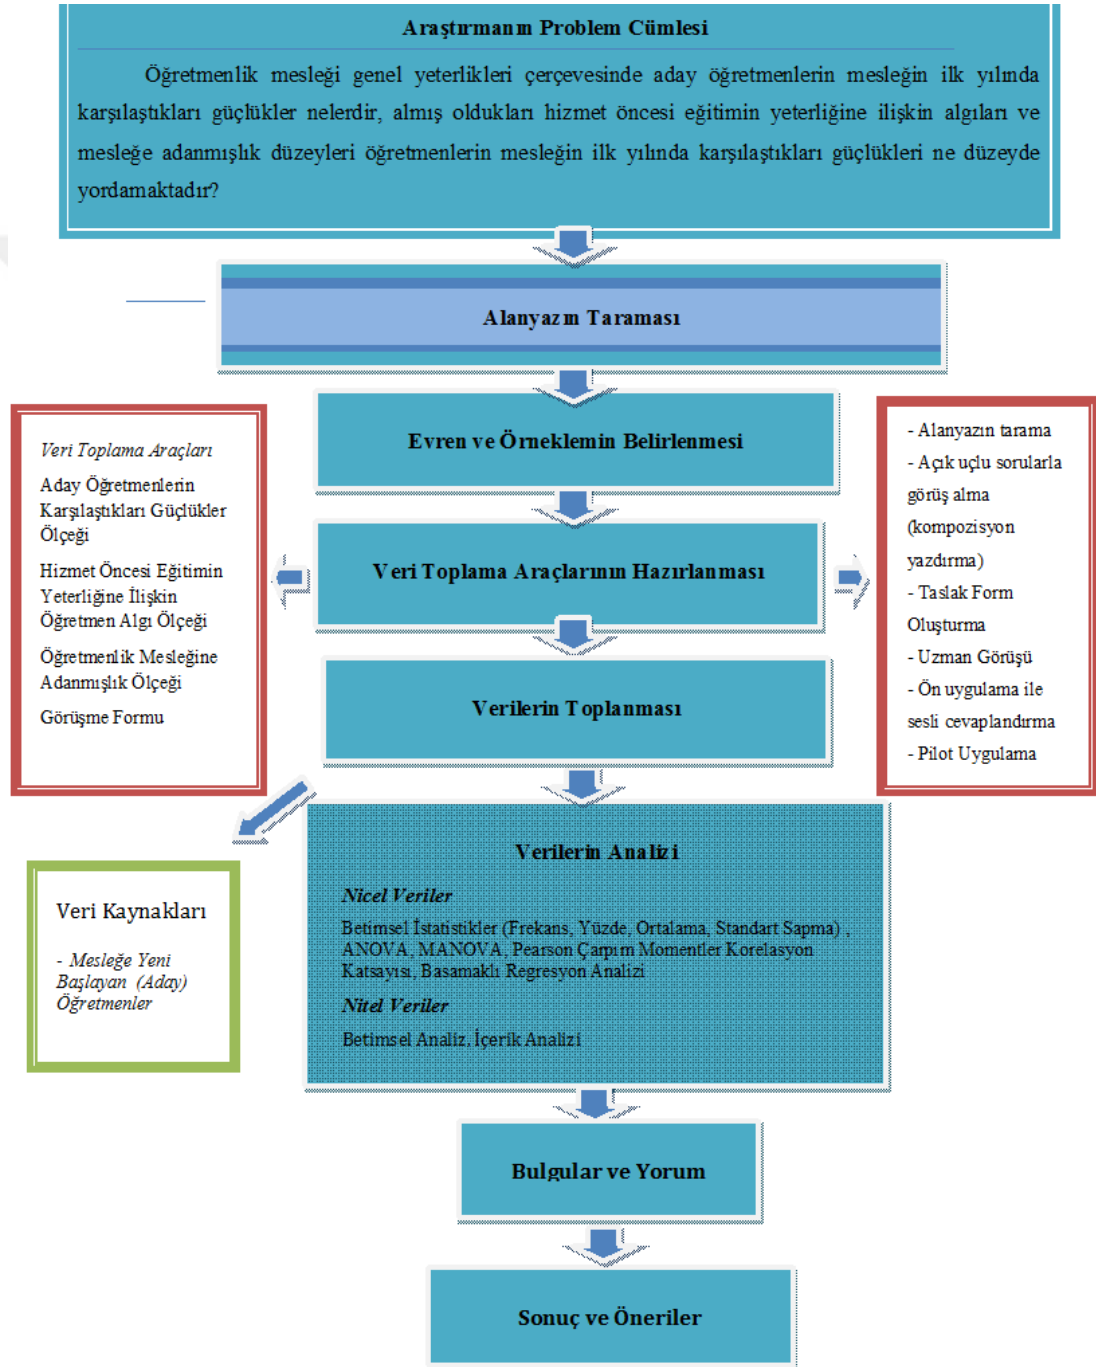 Araştırmanın Problem Cümlesi
Öğretmenlik mesleği genel yeterlikleri çerçevesinde aday öğretmenlerin mesleğin ilk yılında
karşılaştıkları güçlükler nelerdir, almış oldukları hizmet öncesi eğitimin yeterliğine ilişkin algıları ve
mesleğe adanmışlık düzeyleri öğretmenlerin mesleğin ilk yılında karşılaştıkları güçlükleri ne düzeyde
yordamaktadır?
Alanyazın Taraması
Evren ve Örneklemin Belirlenmesi
Veri Toplama Araçları
Aday Öğretmenlerin
Karşılaştıkları Güçlükler
Ölçeği
Hizmet Öncesi Eğitimin
Yeterliğine İlişkin
Öğretmen Algı Ölçeği
Öğretmenlik Mesleğine
Adanmışlık Ölçeği
Görüşme Formu
Veri Toplama Araçlarının Hazırlanması
- Alanyazın tarama
- Açık uçlu sorularla
görüş alma
(kompozisyon
yazdırma)
- Taslak Form
Oluşturma
- Uzman Görüşü
- Ön uygulama ile
sesli cevaplandırma
- Pilot Uygulama
Verilerin Toplanması
Veri Kaynakları
- Mesleğe Yeni
Başlayan (Aday)
Öğretmenler
Verilerin Analizi
Nicel Veriler
Betimsel İstatistikler (Frekans, Yüzde, Ortalama, Standart Sapma) ,
ANOVA, MANOVA, Pearson Çarpım Momentler Korelasyon
Katsayısı, Basamaklı Regresyon Analizi
Nitel Veriler
Betimsel Analiz, İçerik Analizi
Bulgular ve Yorum
Sonuç ve Öneriler